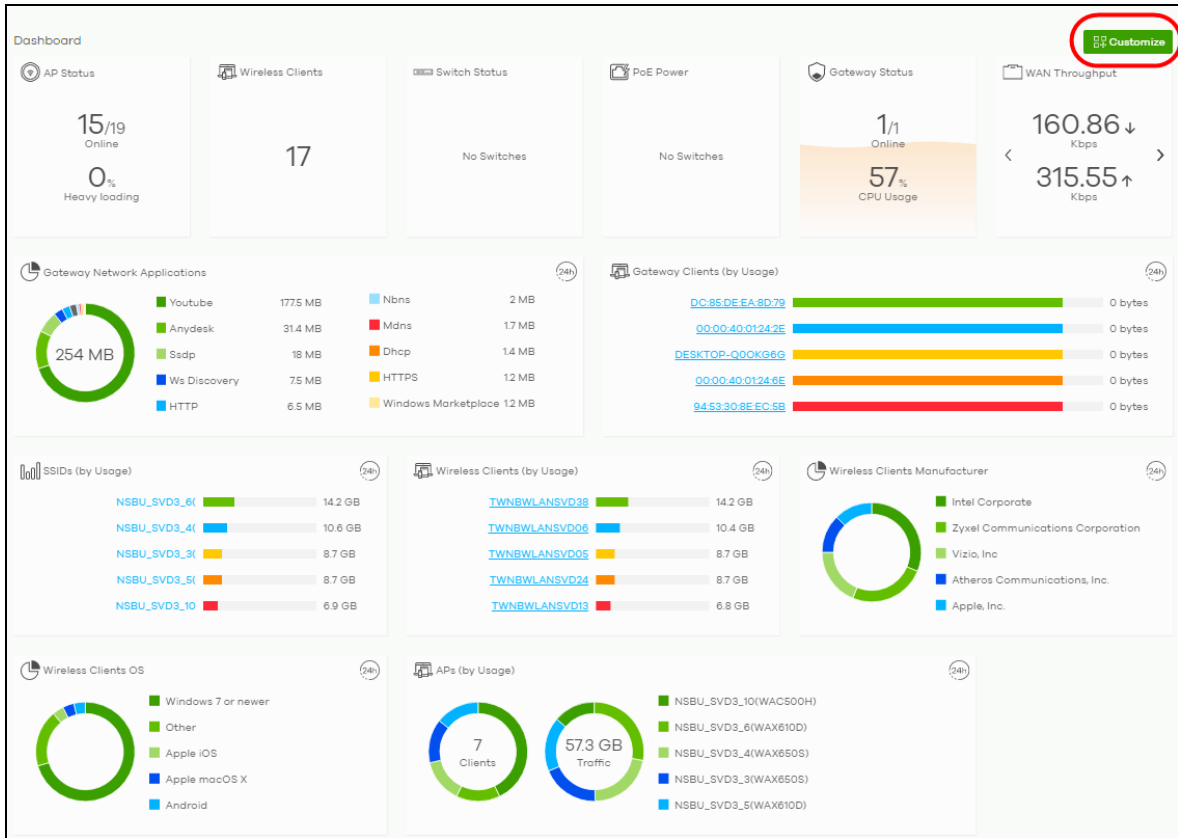 Dashboard
Customize
AP Status
15/19
Online
0%
Heavy loading
Wireless Clients
17
Switch Status
No Switches
PoE Power
No Switches
Gateway Status
1/1
Online
57%
CPU Usage
WAN Throughput
160.86
Kbps
315.55
Kbps
Gateway Network Applications
24h
254 MB
Youtube 177.5 MB
Anydesk 31.4 MB
Ssdp 18 MB
Ws Discovery 7.5 MB
HTTP 6.5 MB
Nbns 2 MB
Mdns 1.7 MB
Dhcp 1.4 MB
HTTPS 1.2 MB
Windows Marketplace 1.2 MB
Gateway Clients (by Usage)
24h
DC:85:DE:EA:8D:79 0 bytes
00:00:40:01:24:2E 0 bytes
DESKTOP-Q0OKG6G 0 bytes
00:00:40:01:24:6E 0 bytes
94:53:30:8E:EC:5B 0 bytes
SSIDs (by Usage)
24h
NSBU_SVD3_6( 14.2 GB
NSBU_SVD3_4( 10.6 GB
NSBU_SVD3_3( 8.7 GB
NSBU_SVD3_5( 8.7 GB
NSBU_SVD3_10 6.9 GB
Wireless Clients (by Usage)
24h
TWNBWLANSVD38 14.2 GB
TWNBWLANSVD06 10.4 GB
TWNBWLANSVD05 8.7 GB
TWNBWLANSVD24 8.7 GB
TWNBWLANSVD13 6.8 GB
Wireless Clients Manufacturer
24h
Intel Corporate
Zyxel Communications Corporation
Vizio, Inc
Atheros Communications, Inc.
Apple, Inc.
Wireless Clients OS
24h
Windows 7 or newer
Other
Apple iOS
Apple macOS X
Android
APs (by Usage)
24h
7
Clients
57.3 GB
Traffic
NSBU_SVD3_10(WAC500H)
NSBU_SVD3_6(WAX610D)
NSBU_SVD3_4(WAX650S)
NSBU_SVD3_3(WAX650S)
NSBU_SVD3_5(WAX610D)